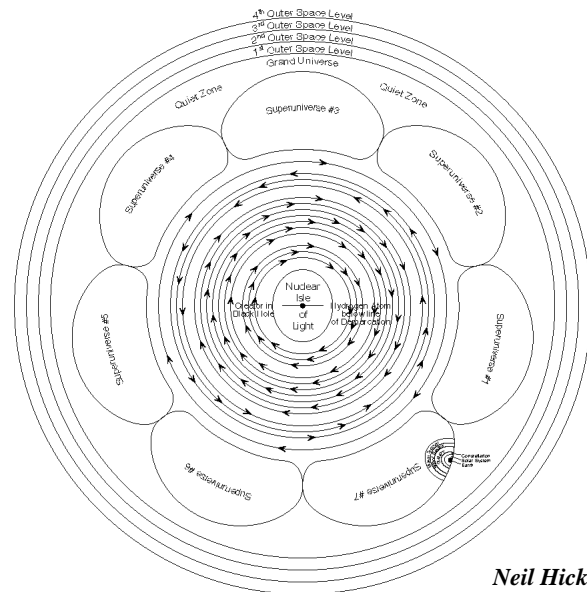 4th Outer Space Level
3rd Outer Space Level
2nd Outer Space Level
1st Outer Space Level
Grand Universe
Quiet Zone
Quiet Zone
Superuniverse #3
Superuniverse #4
Superuniverse #2
Nuclear
Isle
of
Light
Creator in
Black Hole
Hydrogen Atom
below line
of Demarcation
Superuniverse #5
Superuniverse #1
Superuniverse #6
Superuniverse #7
Constellation
Solar System
Earth
Neil Hick